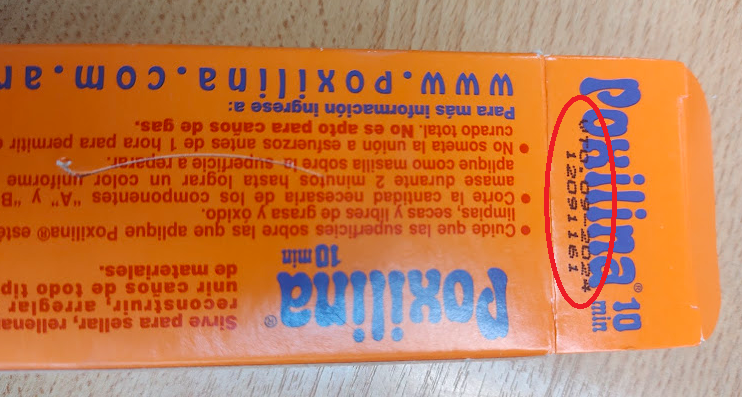 Poxilina®
10 min
Sirve para sellar,
reconstruir, arreglar
unir caños de todo
de materiales.
• Cuide que las superficies sobre las que aplique Poxilina®
limpias, secas y libres de grasa y óxido.
• Corte la cantidad necesaria de los componentes "A" y "B"
amase durante 2 minutos hasta lograr un color uniforme
aplique como masilla sobre la superficie a reparar.
• No someta la unión a esfuerzos antes de 1 hora para permitir
curado total. No es apto para caños de gas.
Para más información ingrese a:
www.poxilina.com.ar
Poxilina® 10
min
VTO.:09-2024
12091161